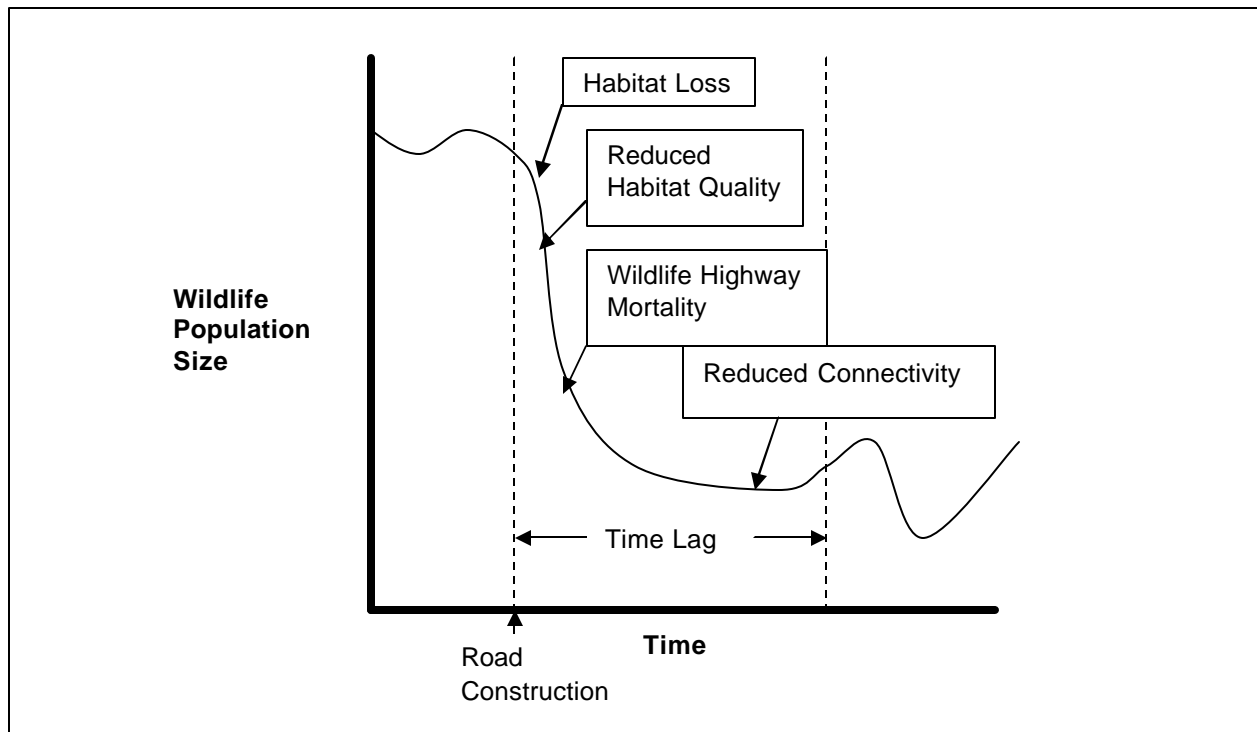 Habitat Loss
Reduced
Habitat Quality
Wildlife Highway
Mortality
Wildlife
Population
Size
Reduced Connectivity
Time Lag
Time
Road
Construction